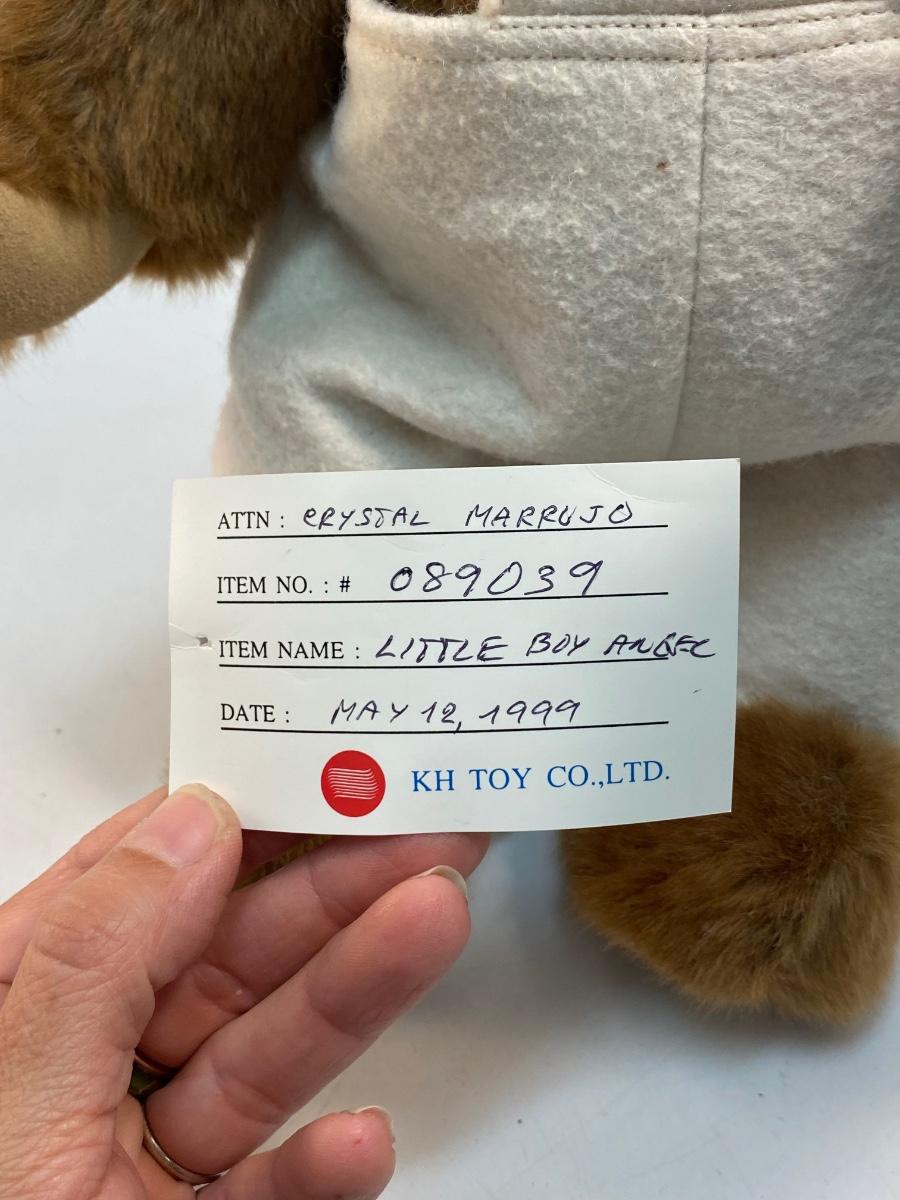 ATTN : CRYSTAL MARRUJO
ITEM NO. : # 089039
ITEM NAME : LITTLE BOY ANGEL
DATE : MAY 12, 1999
KH TOY CO.,LTD.